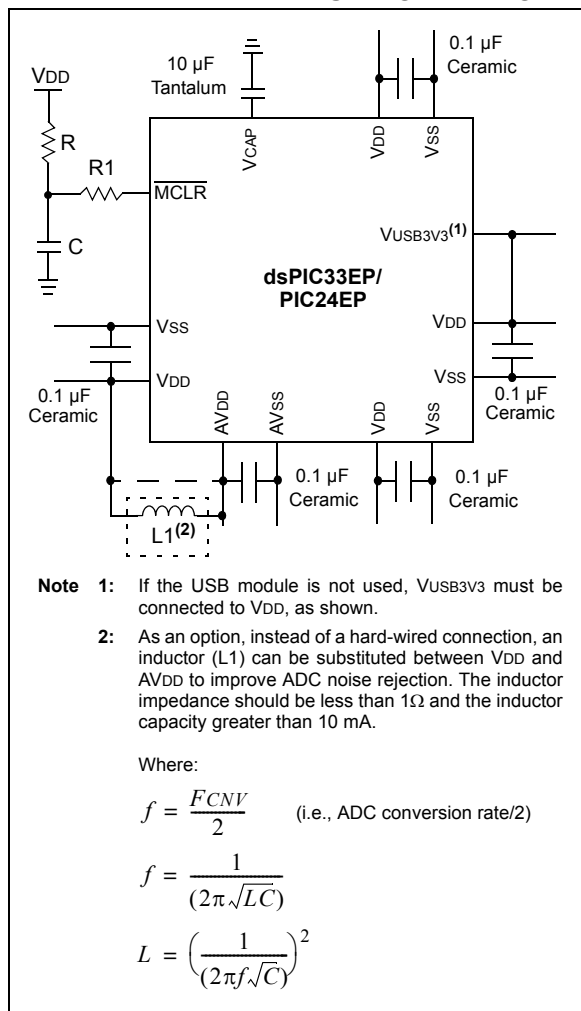 0.1 µF
Ceramic
10 µF
Tantalum
VDD
R
R1
C
VCAP
VDD
VSS
MCLR
VUSB3V3(1)
dsPIC33EP/
PIC24EP
VSS
VDD
VDD
VSS
0.1 µF
Ceramic
AVDD
AVSS
VDD
VSS
0.1 µF
Ceramic
0.1 µF
Ceramic
0.1 µF
Ceramic
L1(2)
Note 1: If the USB module is not used, VUSB3V3 must be
connected to VDD, as shown.
2: As an option, instead of a hard-wired connection, an
inductor (L1) can be substituted between VDD and
AVDD to improve ADC noise rejection. The inductor
impedance should be less than 1Ω and the inductor
capacity greater than 10 mA.
Where:
f = FCNV / 2 (i.e., ADC conversion rate/2)
f = 1 / (2π√LC)
L = (1 / (2πf√C))²